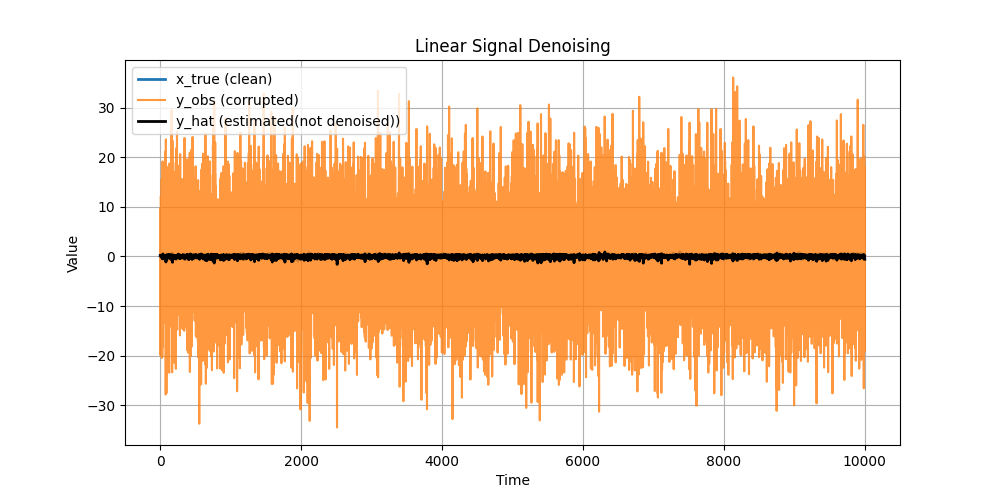 Linear Signal Denoising
x_true (clean)
y_obs (corrupted)
y_hat (estimated(not denoised))
Value
30
20
10
0
−10
−20
−30
0
2000
4000
6000
8000
10000
Time